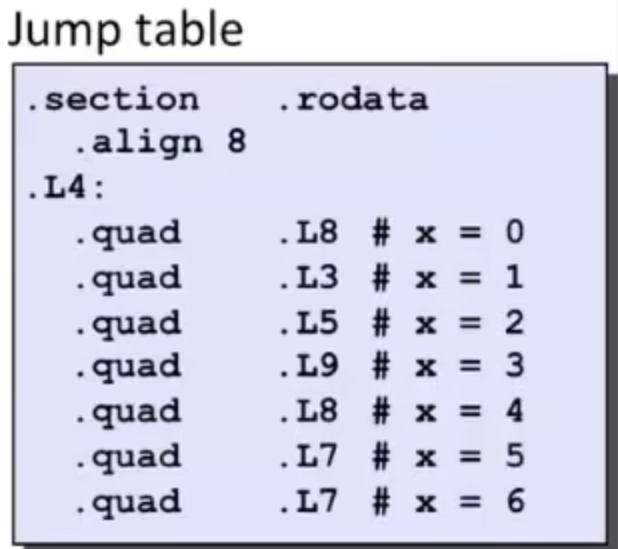 Jump table
.section .rodata
.align 8
.L4:
.quad .L8 # x = 0
.quad .L3 # x = 1
.quad .L5 # x = 2
.quad .L9 # x = 3
.quad .L8 # x = 4
.quad .L7 # x = 5
.quad .L7 # x = 6